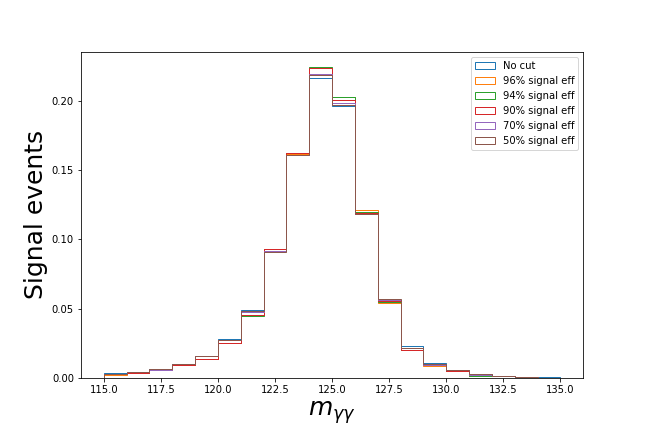 No cut
96% signal eff
94% signal eff
90% signal eff
70% signal eff
50% signal eff
Signal events
0.20
0.15
0.10
0.05
0.00
115.0 117.5 120.0 122.5 125.0 127.5 130.0 132.5 135.0
mγγ